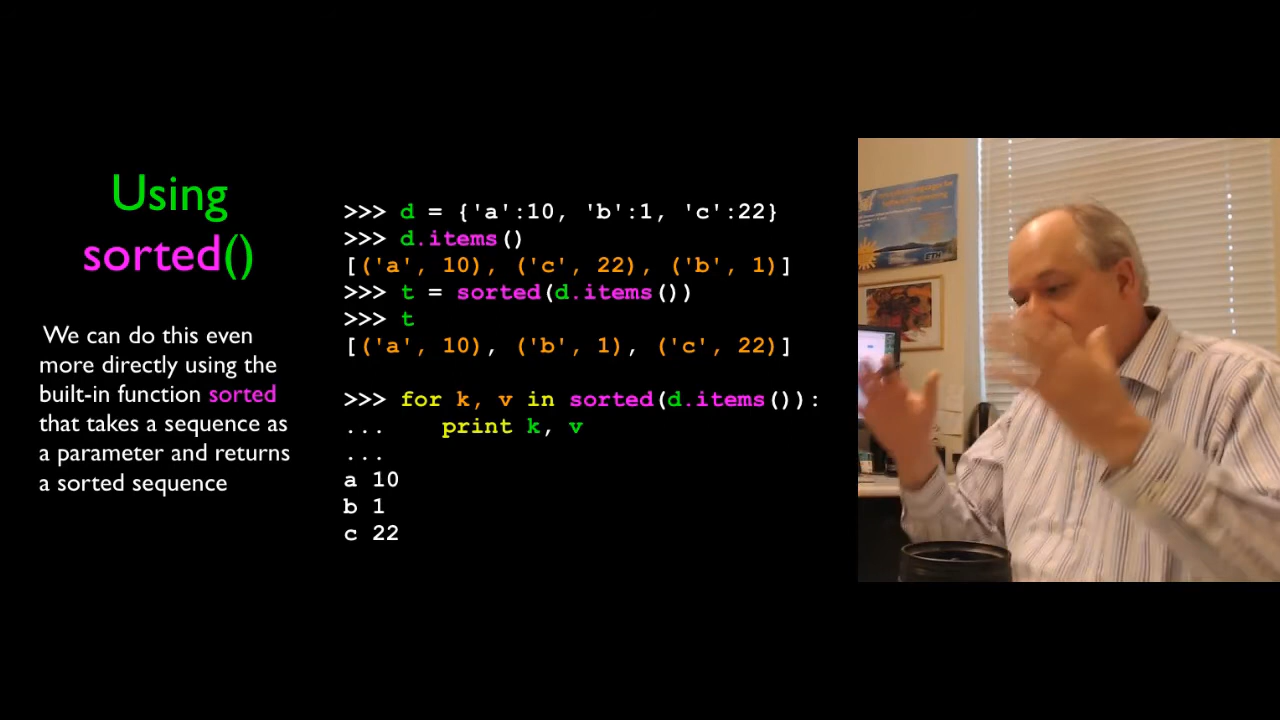 Using
sorted()
We can do this even
more directly using the
built-in function sorted
that takes a sequence as
a parameter and returns
a sorted sequence
>>> d = {'a':10, 'b':1, 'c':22}
>>> d.items()
[('a', 10), ('c', 22), ('b', 1)]
>>> t = sorted(d.items())
>>> t
[('a', 10), ('b', 1), ('c', 22)]
>>> for k, v in sorted(d.items()):
...    print k, v
...
a 10
b 1
c 22